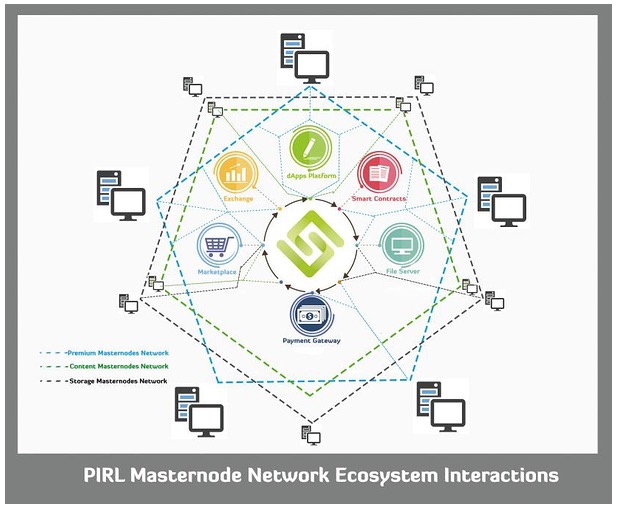 dApps Platform
Exchange
Smart Contracts
Marketplace
File Server
Payment Gateway
Premium Masternodes Network
Content Masternodes Network
Storage Masternodes Network
PIRL Masternode Network Ecosystem Interactions